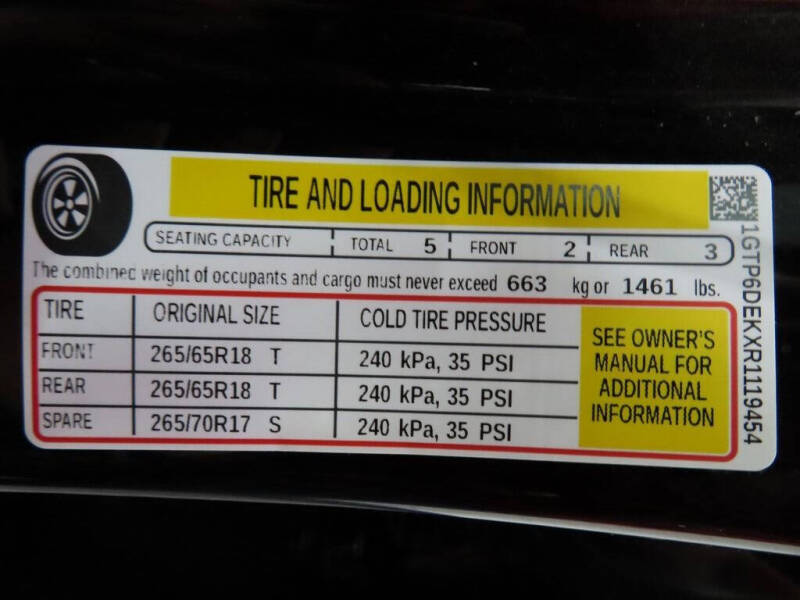 TIRE AND LOADING INFORMATION
SEATING CAPACITY TOTAL 5 FRONT 2 REAR 3
The combined weight of occupants and cargo must never exceed 663 kg or 1461 lbs.
TIRE ORIGINAL SIZE COLD TIRE PRESSURE
FRONT 265/65R18 T 240 kPa, 35 PSI
REAR 265/65R18 T 240 kPa, 35 PSI
SPARE 265/70R17 S 240 kPa, 35 PSI
SEE OWNER'S
MANUAL FOR
ADDITIONAL
INFORMATION
1GTP6DEKXR1119454